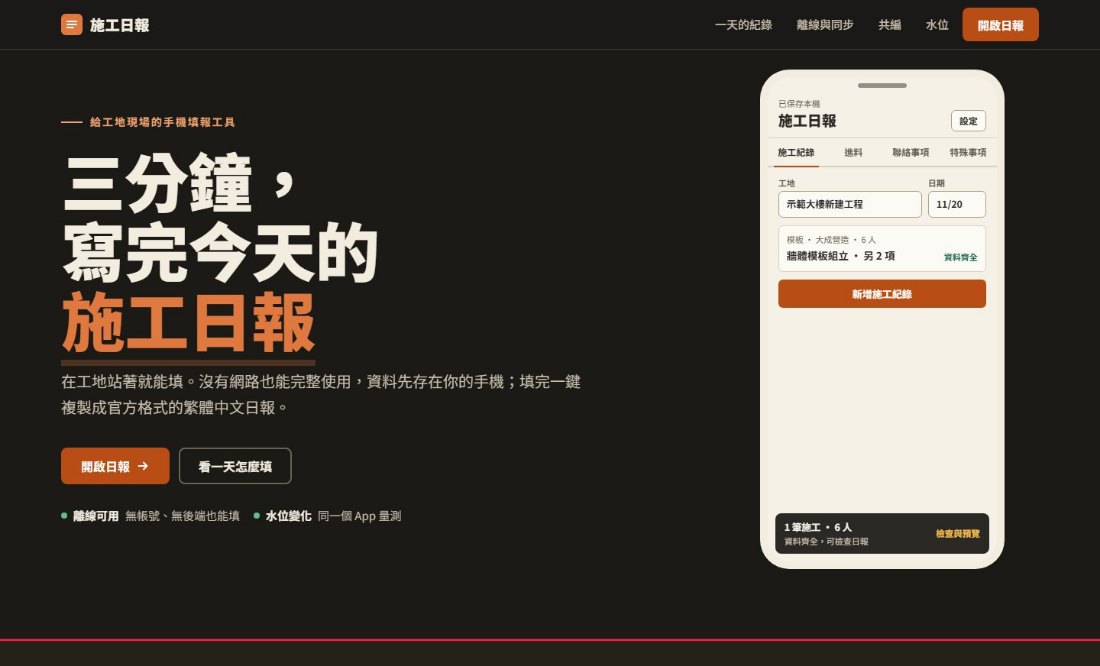 施工日報
一天的紀錄 離線與同步 共編 水位 開啟日報
給工地現場的手機填報工具
三分鐘，
寫完今天的
施工日報
在工地站著就能填。沒有網路也能完整使用，資料先存在你的手機；填完一鍵
複製成官方格式的繁體中文日報。
開啟日報 →
看一天怎麼填
離線可用 無帳號、無後端也能填
水位變化 同一個 App 量測
已保存本機
施工日報
設定
施工紀錄 進料 聯絡事項 特殊事項
工地 日期
示範大樓新建工程 11/20
模板・大成營造・6 人
牆體模板組立・另 2 項 資料齊全
新增施工紀錄
1 筆施工・6 人
資料齊全，可檢查日報
檢查與預覽